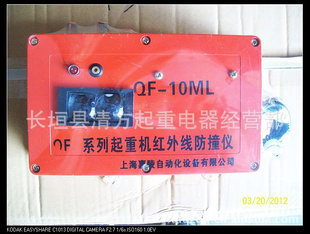 QF-10ML
长垣县清力起重电器经营部
QF 系列起重机红外线防撞仪
上海 自动化设备有限公司
03/20/2012
KODAK EASYSHARE C1013 DIGITAL CAMERA F2.7 1/6s ISO160 1.0EV